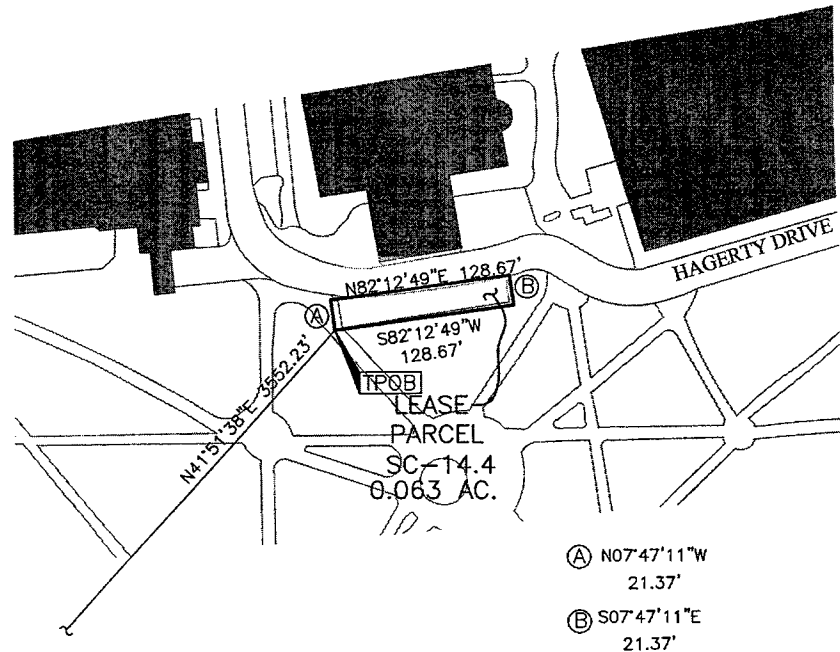 HAGERTY DRIVE
N82°12'49"E 128.67'
Ⓐ
Ⓑ
S82°12'49"W
128.67'
N41°51'38"E 3552.23'
TPOB
LEASE
PARCEL
SC-14.4
0.063 AC.
Ⓐ N07°47'11"W
21.37'
Ⓑ S07°47'11"E
21.37'